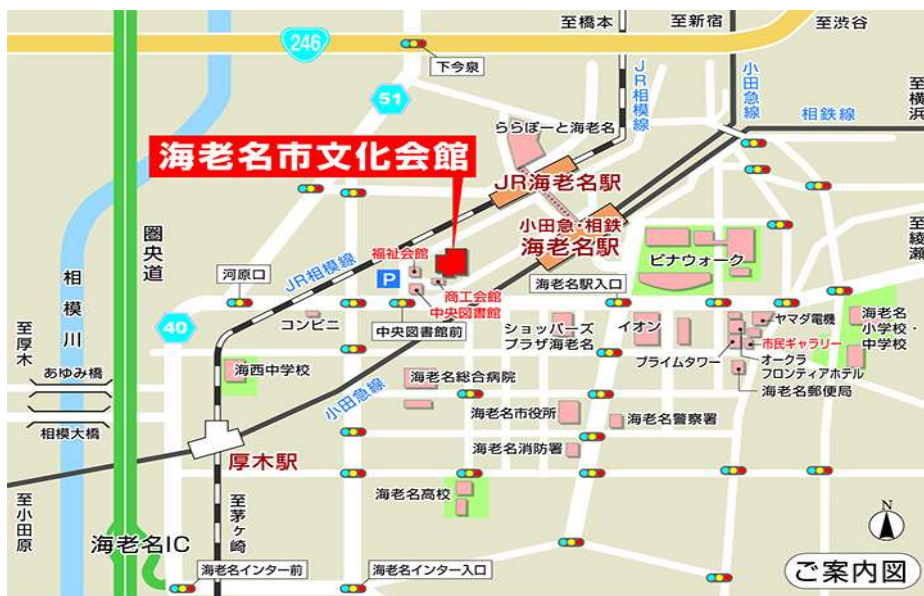 至橋本
至新宿
至渋谷
246
下今泉
JR相模線
小田急線
相鉄線
至横浜
51
ららぽーと海老名
海老名市文化会館
JR海老名駅
小田急・相鉄
海老名駅
圏央道
相模川
福祉会館
P
JR相模線
河原口
商工会館
中央図書館
海老名駅入口
ビナウォーク
至綾瀬
40
コンビニ
中央図書館前
ショッパーズ
プラザ海老名
イオン
ヤマダ電機
市民ギャラリー
プライムタワー
オークラ
フロンティアホテル
海老名郵便局
海老名
小学校・
中学校
至厚木
あゆみ橋
相模大橋
海西中学校
小田急線
海老名総合病院
海老名市役所
海老名警察署
海老名消防署
厚木駅
海老名高校
至小田原
至茅ヶ崎
海老名IC
海老名インター前
海老名インター入口
N
ご案内図